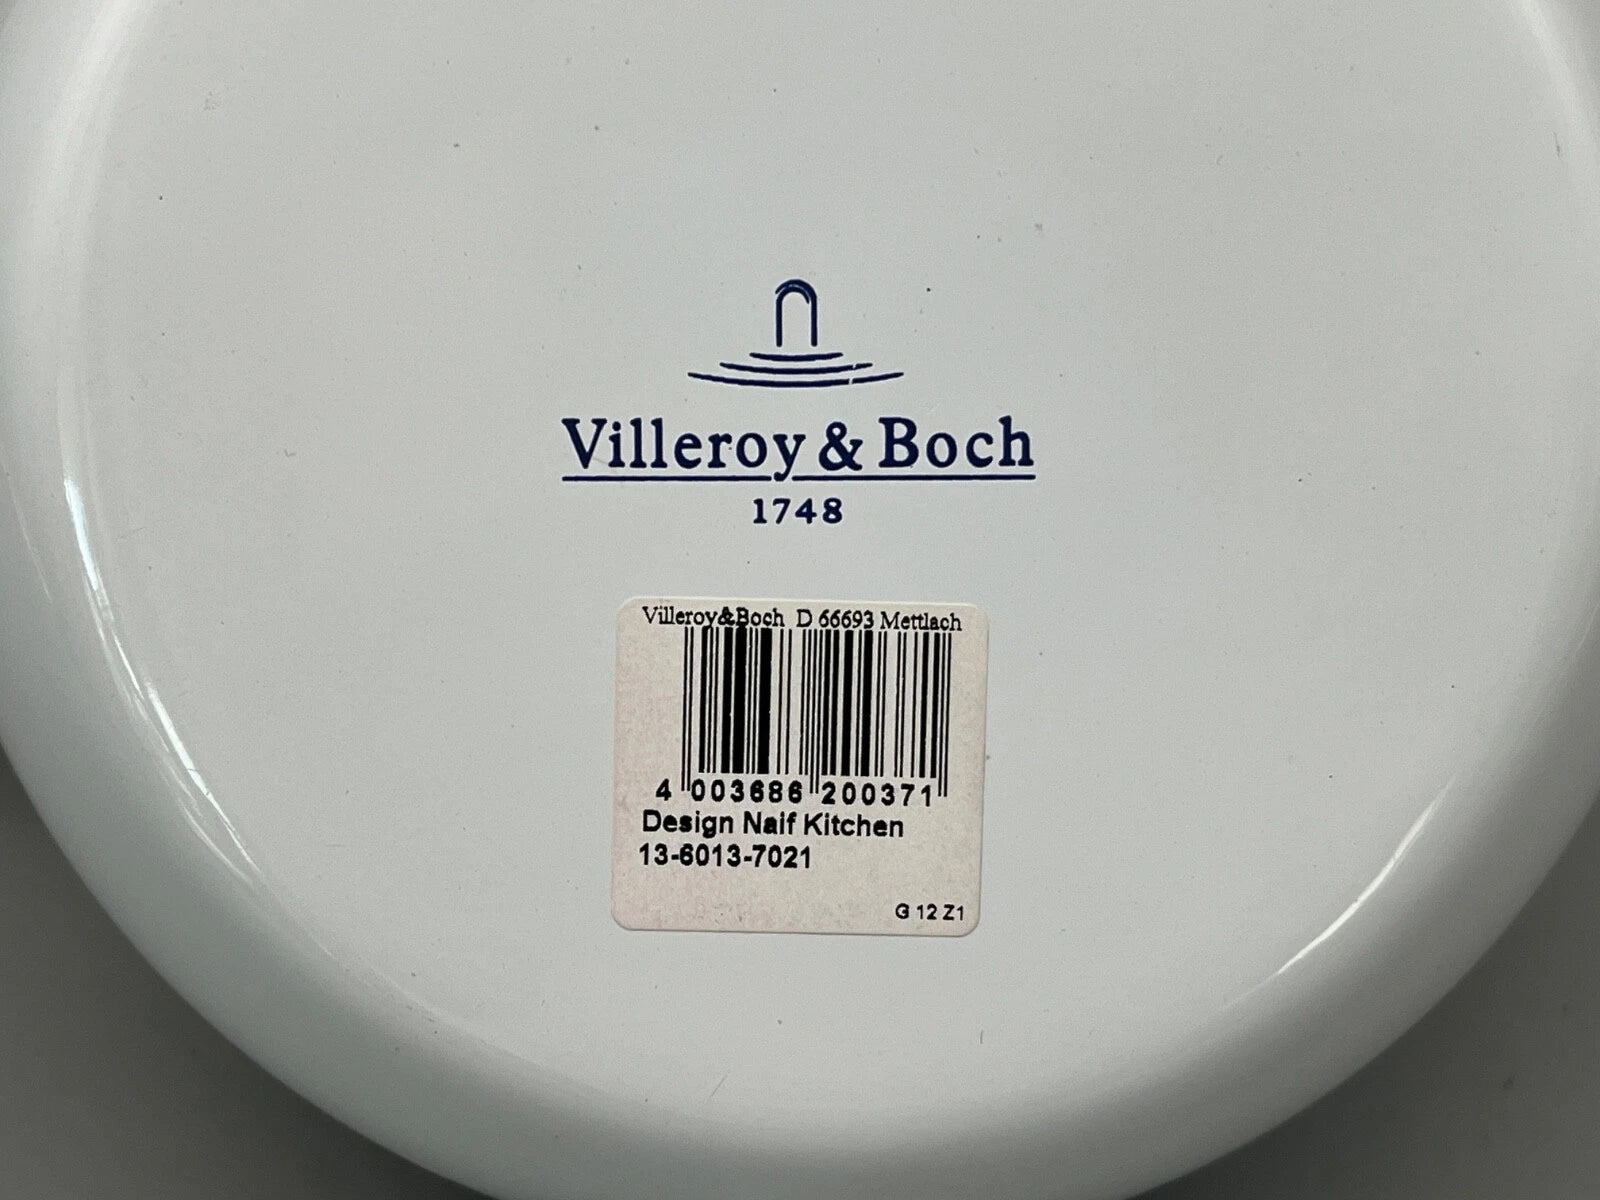 Villeroy & Boch
1748
Villeroy&Boch D 66693 Mettlach
4 003686 200371
Design Naif Kitchen
13-6013-7021
G 12 Z1